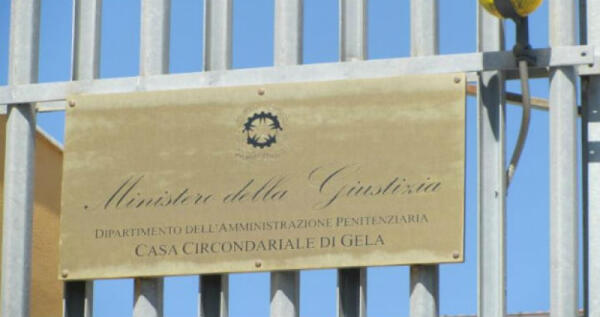 Ministero della Giustizia
DIPARTIMENTO DELL'AMMINISTRAZIONE PENITENZIARIA
CASA CIRCONDARIALE DI GELA